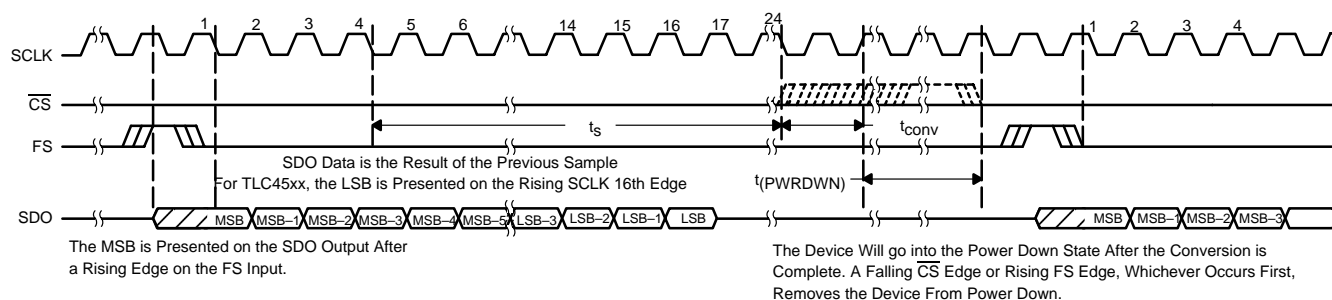 1 2 3 4 5 6 14 15 16 17 24 1 2 3 4
SCLK
CS
tS tconv
FS
SDO Data is the Result of the Previous Sample
For TLC45xx, the LSB is Presented on the Rising SCLK 16th Edge
t(PWRDWN)
SDO MSB MSB–1 MSB–2 MSB–3 MSB–4 MSB–5 LSB–3 LSB–2 LSB–1 LSB MSB MSB–1 MSB–2 MSB–3
The MSB is Presented on the SDO Output After
a Rising Edge on the FS Input.
The Device Will go into the Power Down State After the Conversion is
Complete. A Falling CS Edge or Rising FS Edge, Whichever Occurs First,
Removes the Device From Power Down.